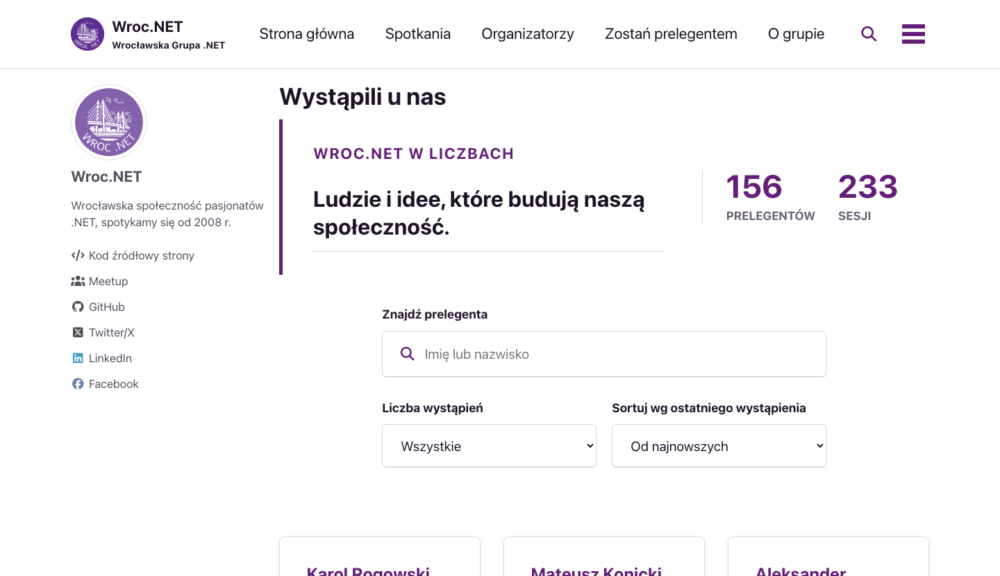 Wroc.NET
Wrocławska Grupa .NET
Strona główna
Spotkania
Organizatorzy
Zostań prelegentem
O grupie
WROC .NET
WROC .NET
Wroc.NET
Wrocławska społeczność pasjonatów
.NET, spotykamy się od 2008 r.
Kod źródłowy strony
Meetup
GitHub
Twitter/X
LinkedIn
Facebook
Wystąpili u nas
WROC.NET W LICZBACH
Ludzie i idee, które budują naszą
społeczność.
156
PRELEGENTÓW
233
SESJI
Znajdź prelegenta
Imię lub nazwisko
Liczba wystąpień
Wszystkie
Sortuj wg ostatniego wystąpienia
Od najnowszych
Karol Rogowski
Mateusz Konicki
Aleksander